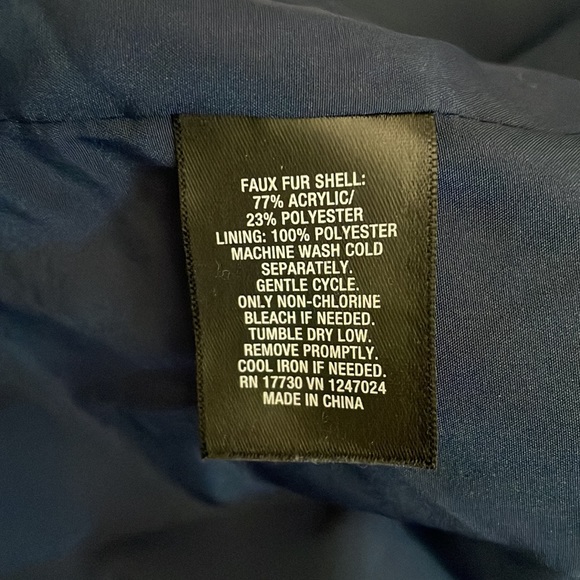 FAUX FUR SHELL:
77% ACRYLIC/
23% POLYESTER
LINING: 100% POLYESTER
MACHINE WASH COLD
SEPARATELY.
GENTLE CYCLE.
ONLY NON-CHLORINE
BLEACH IF NEEDED.
TUMBLE DRY LOW.
REMOVE PROMPTLY.
COOL IRON IF NEEDED.
RN 17730 VN 1247024
MADE IN CHINA